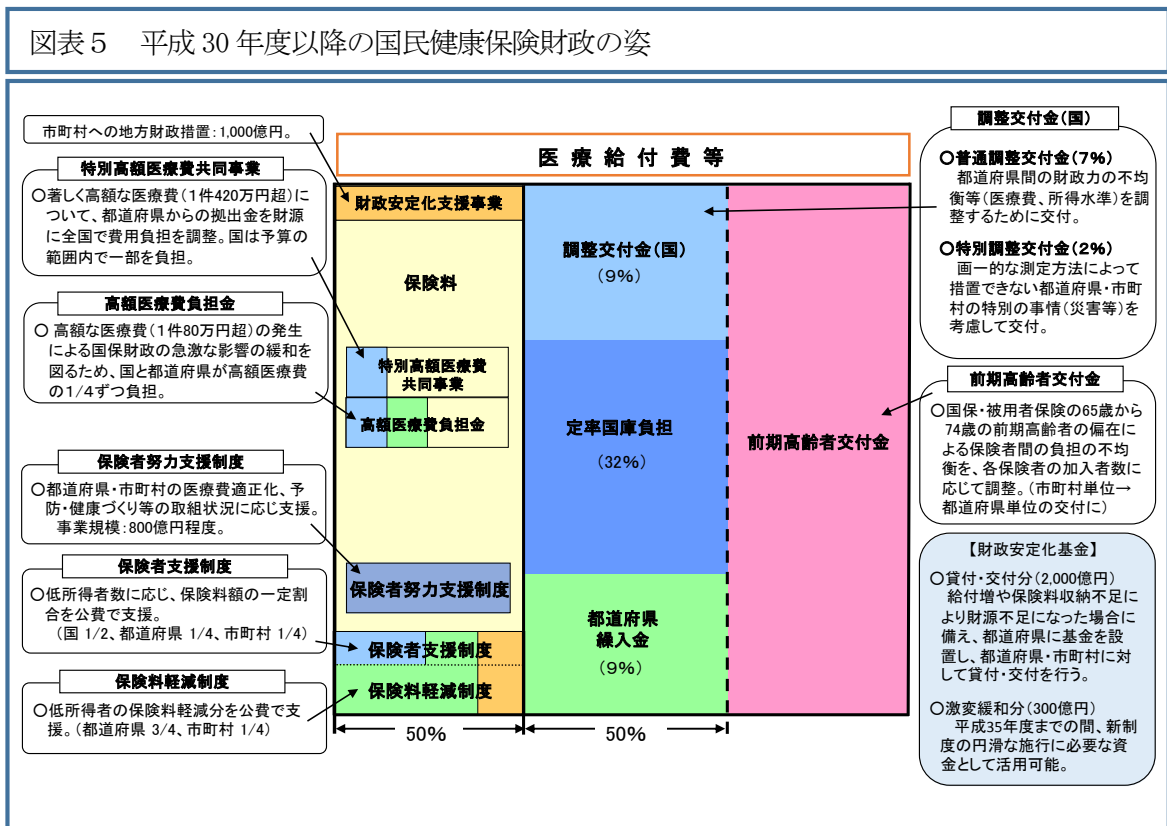 図表5 平成30年度以降の国民健康保険財政の姿
市町村への地方財政措置：1,000億円。
特別高額医療費共同事業
○著しく高額な医療費（1件420万円超）に
ついて、都道府県からの拠出金を財源
に全国で費用負担を調整。国は予算の
範囲内で一部を負担。
高額医療費負担金
○ 高額な医療費（1件80万円超）の発生
による国保財政の急激な影響の緩和を
図るため、国と都道府県が高額医療費
の1/4ずつ負担。
保険者努力支援制度
○都道府県・市町村の医療費適正化、予
防・健康づくり等の取組状況に応じ支援。
事業規模：800億円程度。
保険者支援制度
○低所得者数に応じ、保険料額の一定割
合を公費で支援。
（国 1/2、都道府県 1/4、市町村 1/4）
保険料軽減制度
○低所得者の保険料軽減分を公費で支
援。（都道府県 3/4、市町村 1/4）
医療給付費等
財政安定化支援事業
保険料
特別高額医療費
共同事業
高額医療費負担金
保険者努力支援制度
保険者支援制度
保険料軽減制度
50%
調整交付金（国）
（9%）
定率国庫負担
（32%）
都道府県
繰入金
（9%）
50%
前期高齢者交付金
調整交付金（国）
○普通調整交付金（7%）
都道府県間の財政力の不均
衡等（医療費、所得水準）を調
整するために交付。
○特別調整交付金（2%）
画一的な測定方法によって
措置できない都道府県・市町
村の特別の事情（災害等）を
考慮して交付。
前期高齢者交付金
○国保・被用者保険の65歳から
74歳の前期高齢者の偏在に
よる保険者間の負担の不均
衡を、各保険者の加入者数に
応じて調整。（市町村単位→
都道府県単位の交付に）
【財政安定化基金】
○貸付・交付分（2,000億円）
給付増や保険料収納不足に
より財源不足になった場合に
備え、都道府県に基金を設
置し、都道府県・市町村に対
して貸付・交付を行う。
○激変緩和分（300億円）
平成35年度までの間、新制
度の円滑な施行に必要な資
金として活用可能。